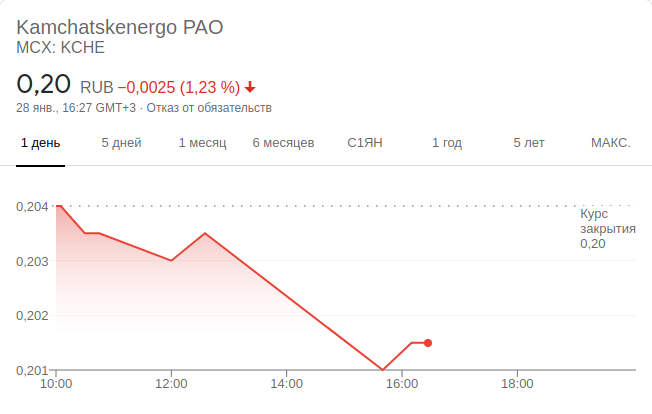 Kamchatskenergo PAO
MCX: KCHE
0,20 RUB −0,0025 (1,23 %)
28 янв., 16:27 GMT+3 · Отказ от обязательств
1 день 5 дней 1 месяц 6 месяцев С1ЯН 1 год 5 лет МАКС.
0,204
Курс
закрытия
0,20
0,203
0,202
0,201
10:00 12:00 14:00 16:00 18:00